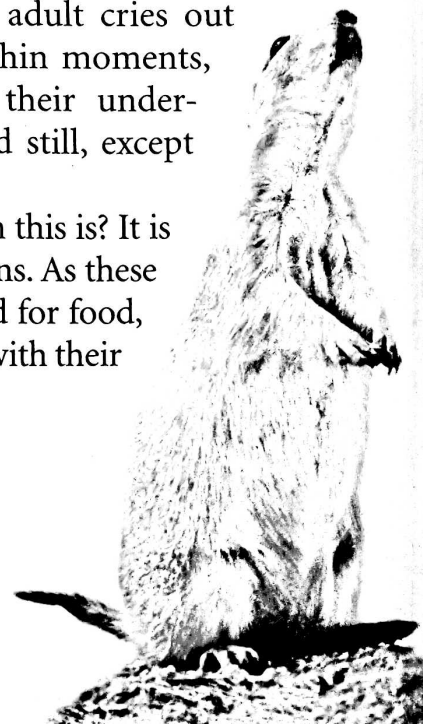 adult cries out
hin moments,
their under-
d still, except
n this is? It is
ns. As these
d for food,
with their